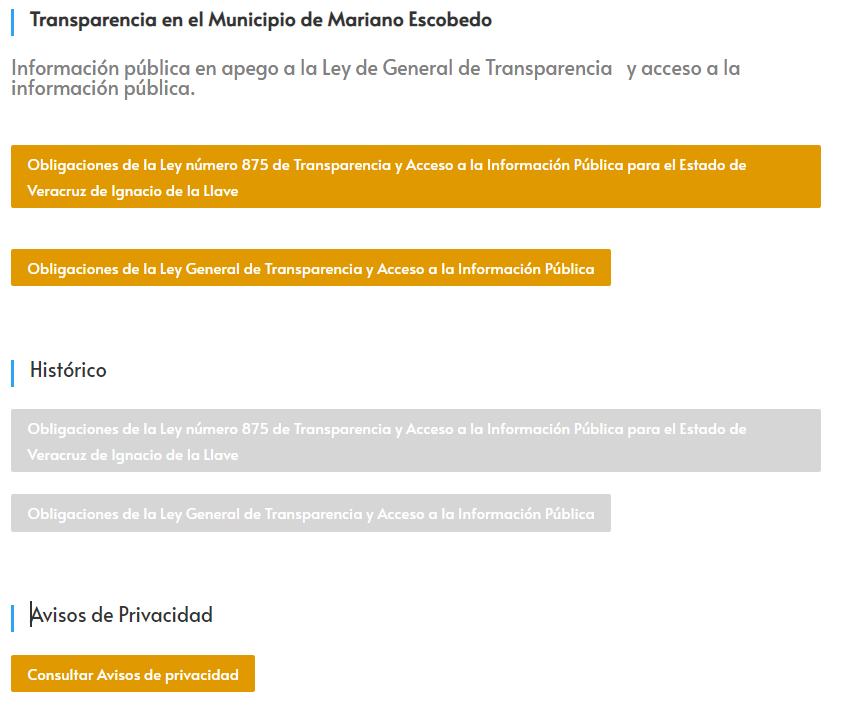 Transparencia en el Municipio de Mariano Escobedo
Información pública en apego a la Ley de General de Transparencia y acceso a la
información pública.
Obligaciones de la Ley número 875 de Transparencia y Acceso a la Información Pública para el Estado de
Veracruz de Ignacio de la Llave
Obligaciones de la Ley General de Transparencia y Acceso a la Información Pública
Histórico
Obligaciones de la Ley número 875 de Transparencia y Acceso a la Información Pública para el Estado de
Veracruz de Ignacio de la Llave
Obligaciones de la Ley General de Transparencia y Acceso a la Información Pública
Avisos de Privacidad
Consultar Avisos de privacidad